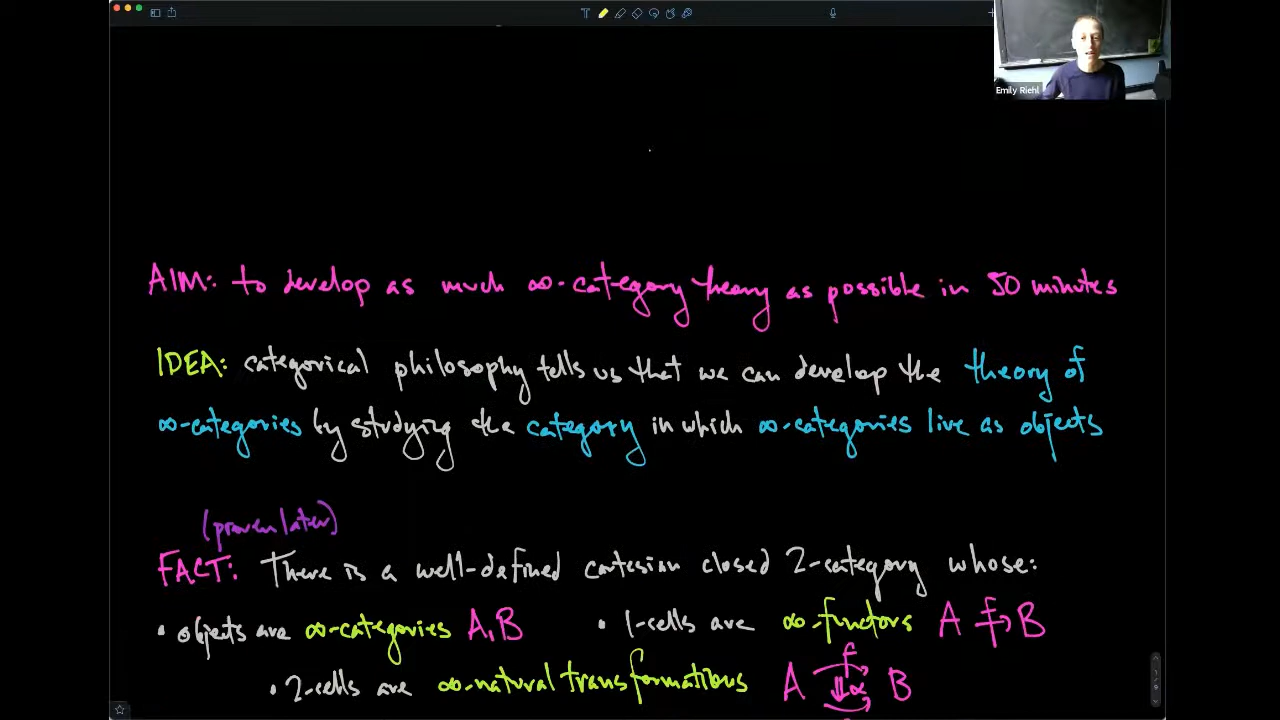 Emily Riehl
AIM: to develop as much ∞-category theory as possible in 50 minutes
IDEA: categorical philosophy tells us that we can develop the theory of
∞-categories by studying the category in which ∞-categories live as objects
(proven later)
FACT: There is a well-defined cartesian closed 2-category whose:
• objects are ∞-categories A, B • 1-cells are ∞-functors A f→ B
• 2-cells are ∞-natural transformations A f ⇓α B